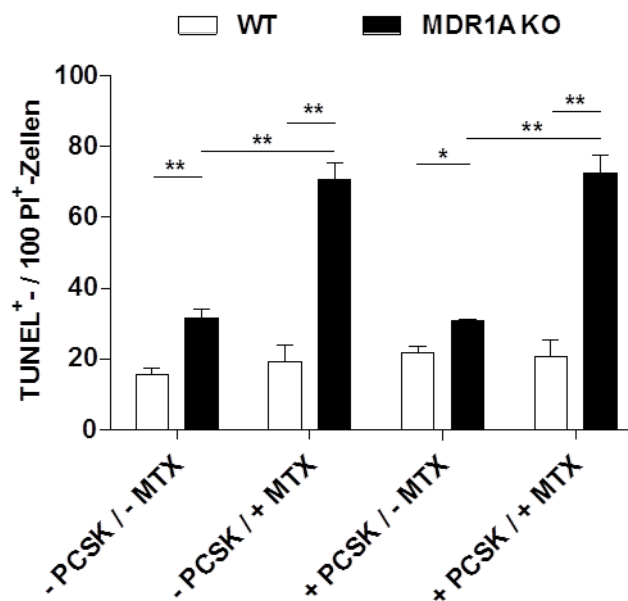 WT MDR1A KO
100
80
60
40
20
0
TUNEL⁺- / 100 PI⁺-Zellen
** ** ** ** * ** **
- PCSK / - MTX
- PCSK / + MTX
+ PCSK / - MTX
+ PCSK / + MTX